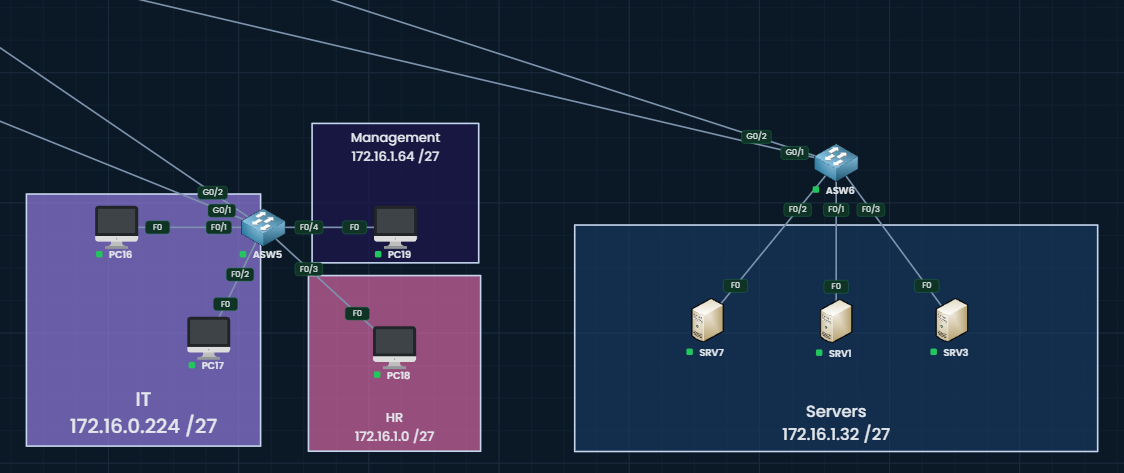 Management
172.16.1.64 /27
G0/2
G0/1
ASW6
F0/2
F0/1
F0/3
G0/2
G0/1
F0
F0/1
F0/4
F0
PC16
ASW5
PC19
F0/2
F0/3
F0
F0
PC17
PC18
IT
172.16.0.224 /27
HR
172.16.1.0 /27
F0
F0
F0
SRV7
SRV1
SRV3
Servers
172.16.1.32 /27